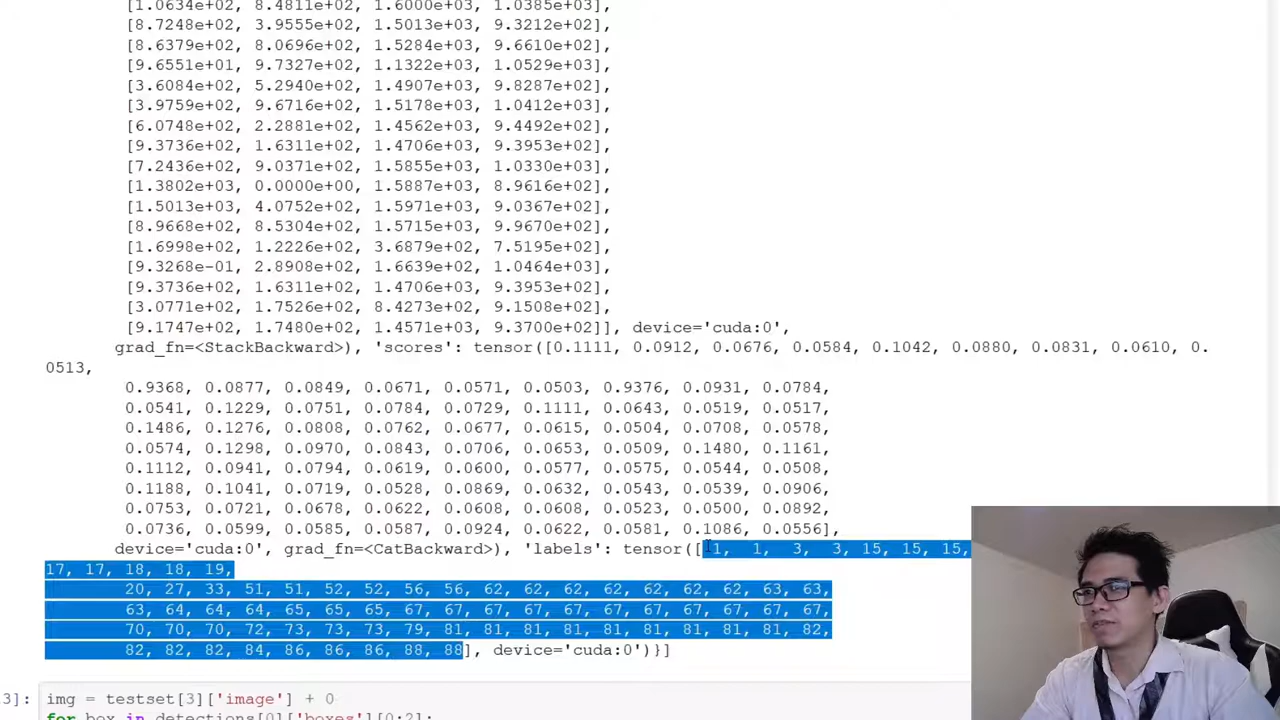 [1.0634e+02, 8.4811e+02, 1.6000e+03, 1.0385e+03],
[8.7248e+02, 3.9555e+02, 1.5013e+03, 9.3212e+02],
[8.6379e+02, 8.0696e+02, 1.5284e+03, 9.6610e+02],
[9.6551e+01, 9.7327e+02, 1.1322e+03, 1.0529e+03],
[3.6084e+02, 5.2940e+02, 1.4907e+03, 9.8287e+02],
[3.9759e+02, 9.6716e+02, 1.5178e+03, 1.0412e+03],
[6.0748e+02, 2.2881e+02, 1.4562e+03, 9.4492e+02],
[9.3736e+02, 1.6311e+02, 1.4706e+03, 9.3953e+02],
[7.2436e+02, 9.0371e+02, 1.5855e+03, 1.0330e+03],
[1.3802e+03, 0.0000e+00, 1.5887e+03, 8.9616e+02],
[1.5013e+03, 4.0752e+02, 1.5971e+03, 9.0367e+02],
[8.9668e+02, 8.5304e+02, 1.5715e+03, 9.9670e+02],
[1.6998e+02, 1.2226e+02, 3.6879e+02, 7.5195e+02],
[9.3268e-01, 2.8908e+02, 1.6639e+02, 1.0464e+03],
[9.3736e+02, 1.6311e+02, 1.4706e+03, 9.3953e+02],
[3.0771e+02, 1.7526e+02, 8.4273e+02, 9.1508e+02],
[9.1747e+02, 1.7480e+02, 1.4571e+03, 9.3700e+02]], device='cuda:0',
grad_fn=<StackBackward>), 'scores': tensor([0.1111, 0.0912, 0.0676, 0.0584, 0.1042, 0.0880, 0.0831, 0.0610, 0.
0513,
0.9368, 0.0877, 0.0849, 0.0671, 0.0571, 0.0503, 0.9376, 0.0931, 0.0784,
0.0541, 0.1229, 0.0751, 0.0784, 0.0729, 0.1111, 0.0643, 0.0519, 0.0517,
0.1486, 0.1276, 0.0808, 0.0762, 0.0677, 0.0615, 0.0504, 0.0708, 0.0578,
0.0574, 0.1298, 0.0970, 0.0843, 0.0706, 0.0653, 0.0509, 0.1480, 0.1161,
0.1112, 0.0941, 0.0794, 0.0619, 0.0600, 0.0577, 0.0575, 0.0544, 0.0508,
0.1188, 0.1041, 0.0719, 0.0528, 0.0869, 0.0632, 0.0543, 0.0539, 0.0906,
0.0753, 0.0721, 0.0678, 0.0622, 0.0608, 0.0608, 0.0523, 0.0500, 0.0892,
0.0736, 0.0599, 0.0585, 0.0587, 0.0924, 0.0622, 0.0581, 0.1086, 0.0556],
device='cuda:0', grad_fn=<CatBackward>), 'labels': tensor([ 1, 1, 3, 3, 15, 15, 15,
17, 17, 18, 18, 19,
20, 27, 33, 51, 51, 52, 52, 56, 56, 62, 62, 62, 62, 62, 62, 62, 63, 63,
63, 64, 64, 64, 65, 65, 65, 67, 67, 67, 67, 67, 67, 67, 67, 67, 67, 67,
70, 70, 70, 72, 73, 73, 73, 79, 81, 81, 81, 81, 81, 81, 81, 81, 81, 82,
82, 82, 82, 84, 86, 86, 86, 88, 88], device='cuda:0')}]
3]: img = testset[3]['image'] + 0
for box in detections[0]['boxes'][0:2]: